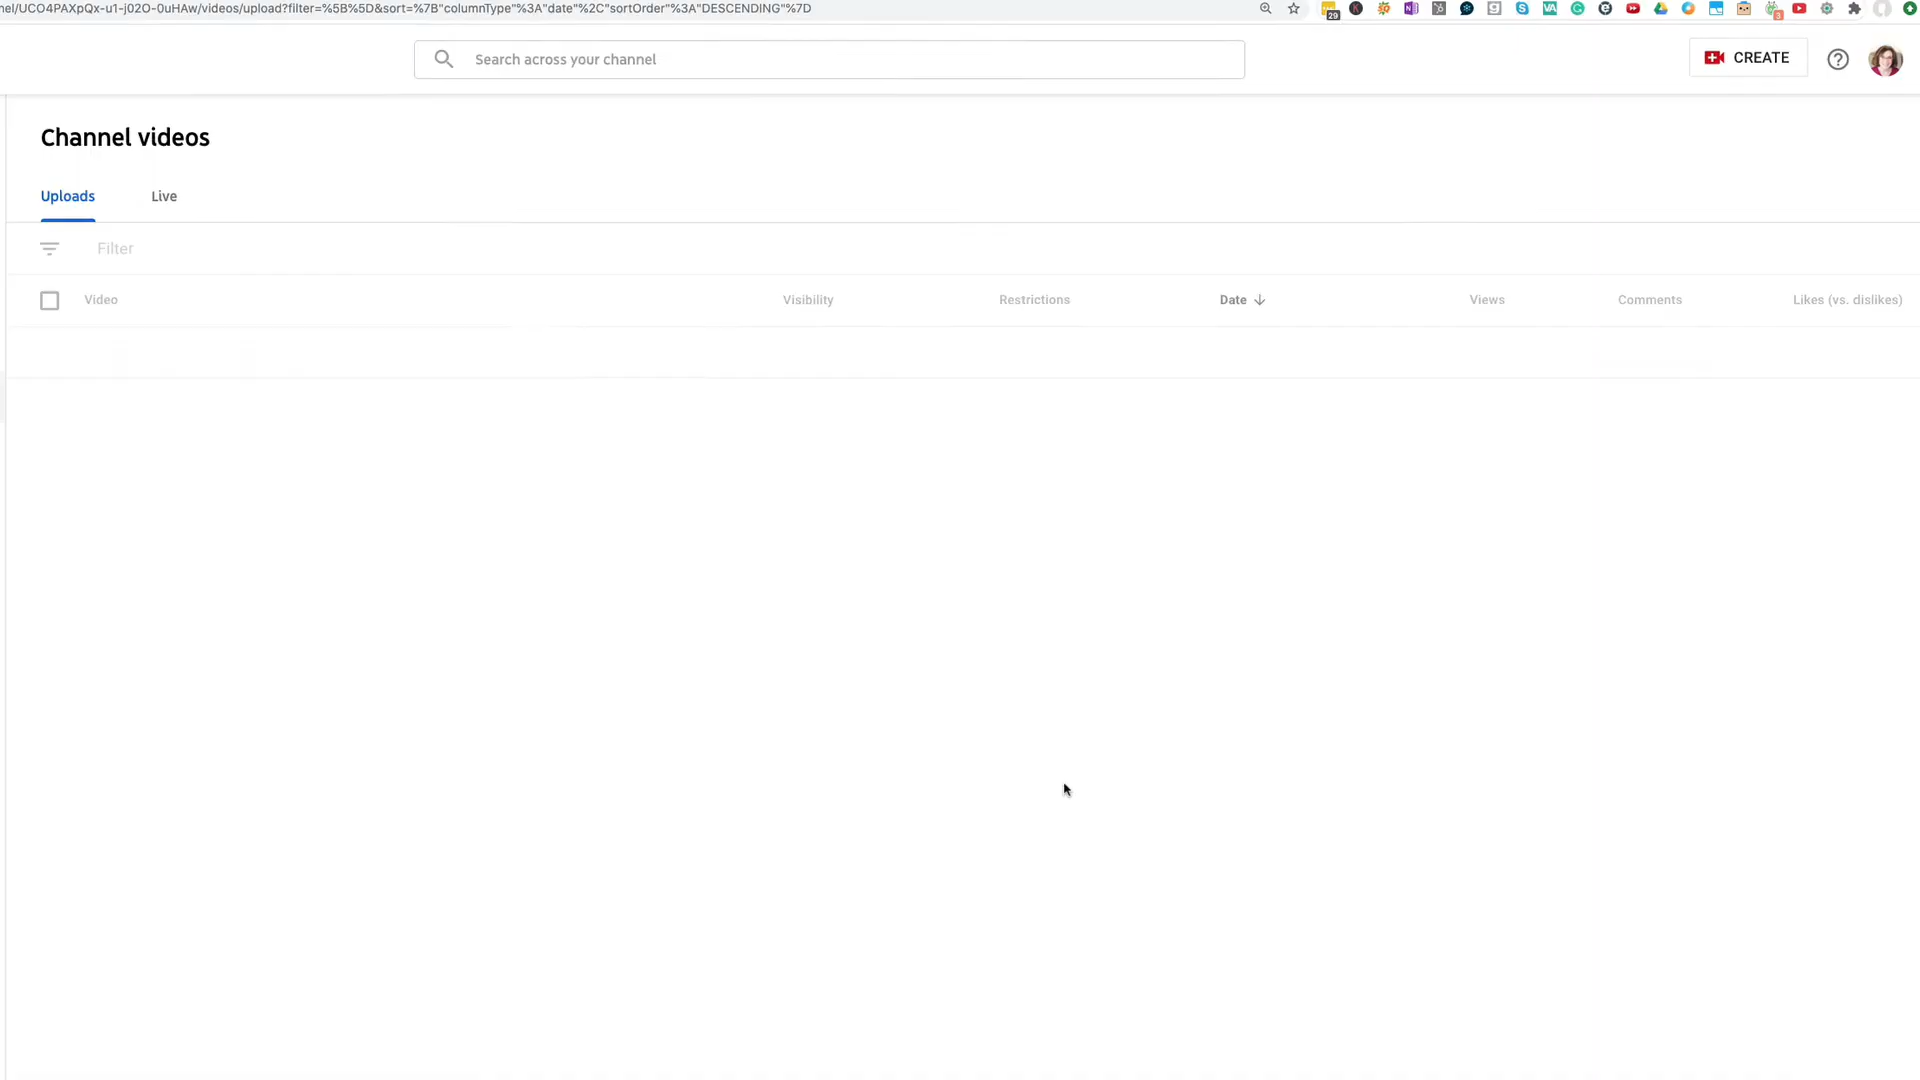 nel/UCO4PAXpQx-u1-j02O-0uHAw/videos/upload?filter=%5B%5D&sort=%7B"columnType"%3A"date"%2C"sortOrder"%3A"DESCENDING"%7D
29
3
Search across your channel
CREATE
Channel videos
Uploads Live
Filter
Video Visibility Restrictions Date Views Comments Likes (vs. dislikes)